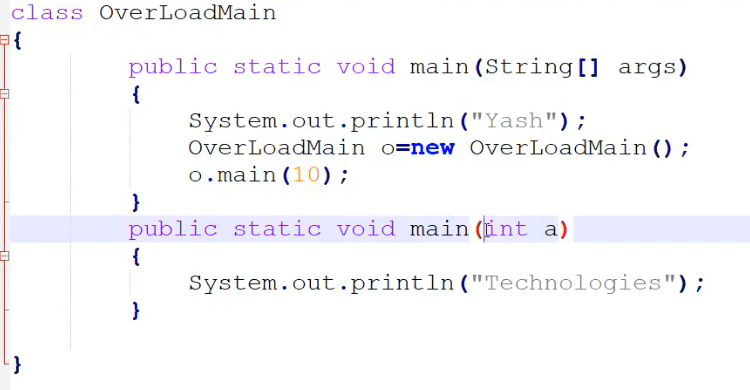 class OverLoadMain
{
public static void main(String[] args)
{
System.out.println("Yash");
OverLoadMain o=new OverLoadMain();
o.main(10);
}
public static void main(int a)
{
System.out.println("Technologies");
}
}